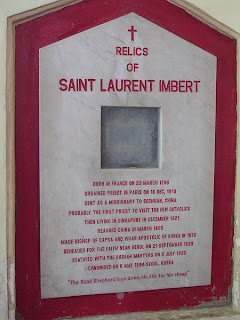 RELICS
OF
SAINT LAURENT IMBERT
BORN IN FRANCE ON 23 MARCH 1796
ORDAINED PRIEST IN PARIS ON 18 DEC, 1819
SENT AS A MISSIONARY TO SECHUAN, CHINA
PROBABLY THE FIRST PRIEST TO VISIT THE FEW CATHOLICS
THEN LIVING IN SINGAPORE IN DECEMBER 1821
REACHED CHINA IN MARCH 1825
MADE BISHOP OF CAPSA AND VICAR APOSTOLIC OF KOREA IN 1836
BEHEADED FOR THE FAITH NEAR SEOUL ON 21 SEPTEMBER 1839
BEATIFIED WITH THE KOREAN MARTYRS ON 5 JULY 1925
CANONISED ON 6 MAY 1984 SEOUL, KOREA
"The Good Shepherd lays down his life for his sheep"